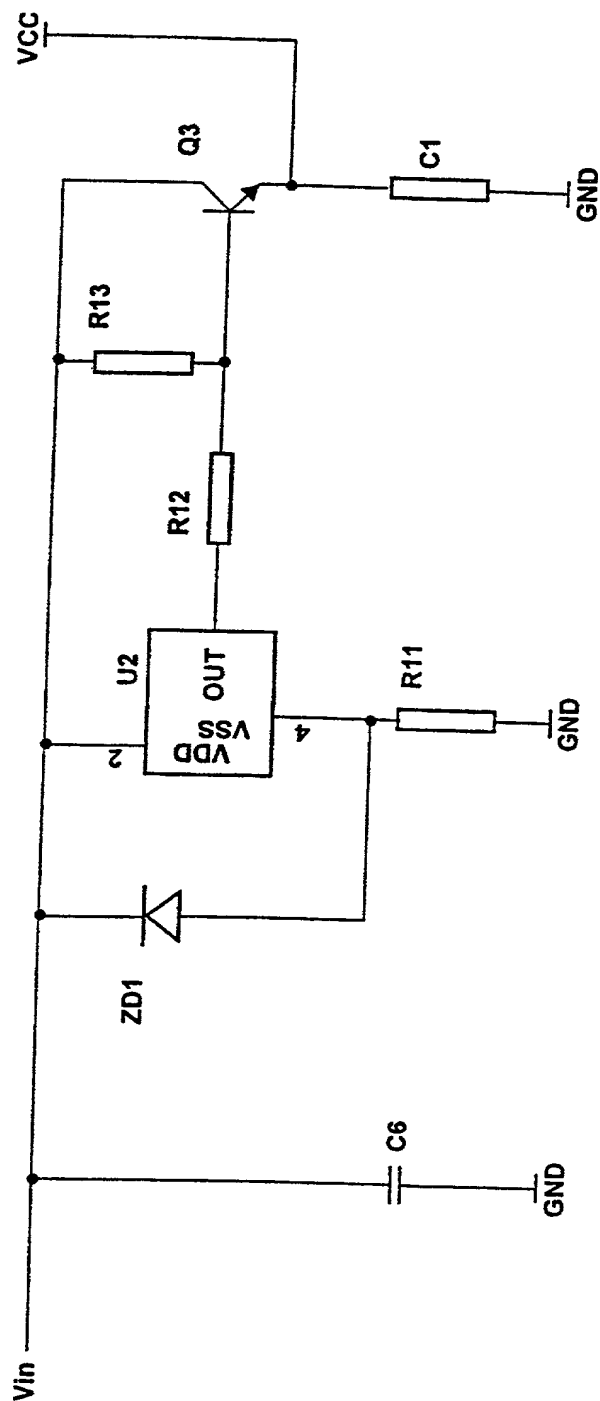 Vin
C6
GND
ZD1
2
VDD
VSS
4
U2
OUT
R11
GND
R12
R13
Q3
C1
GND
VCC